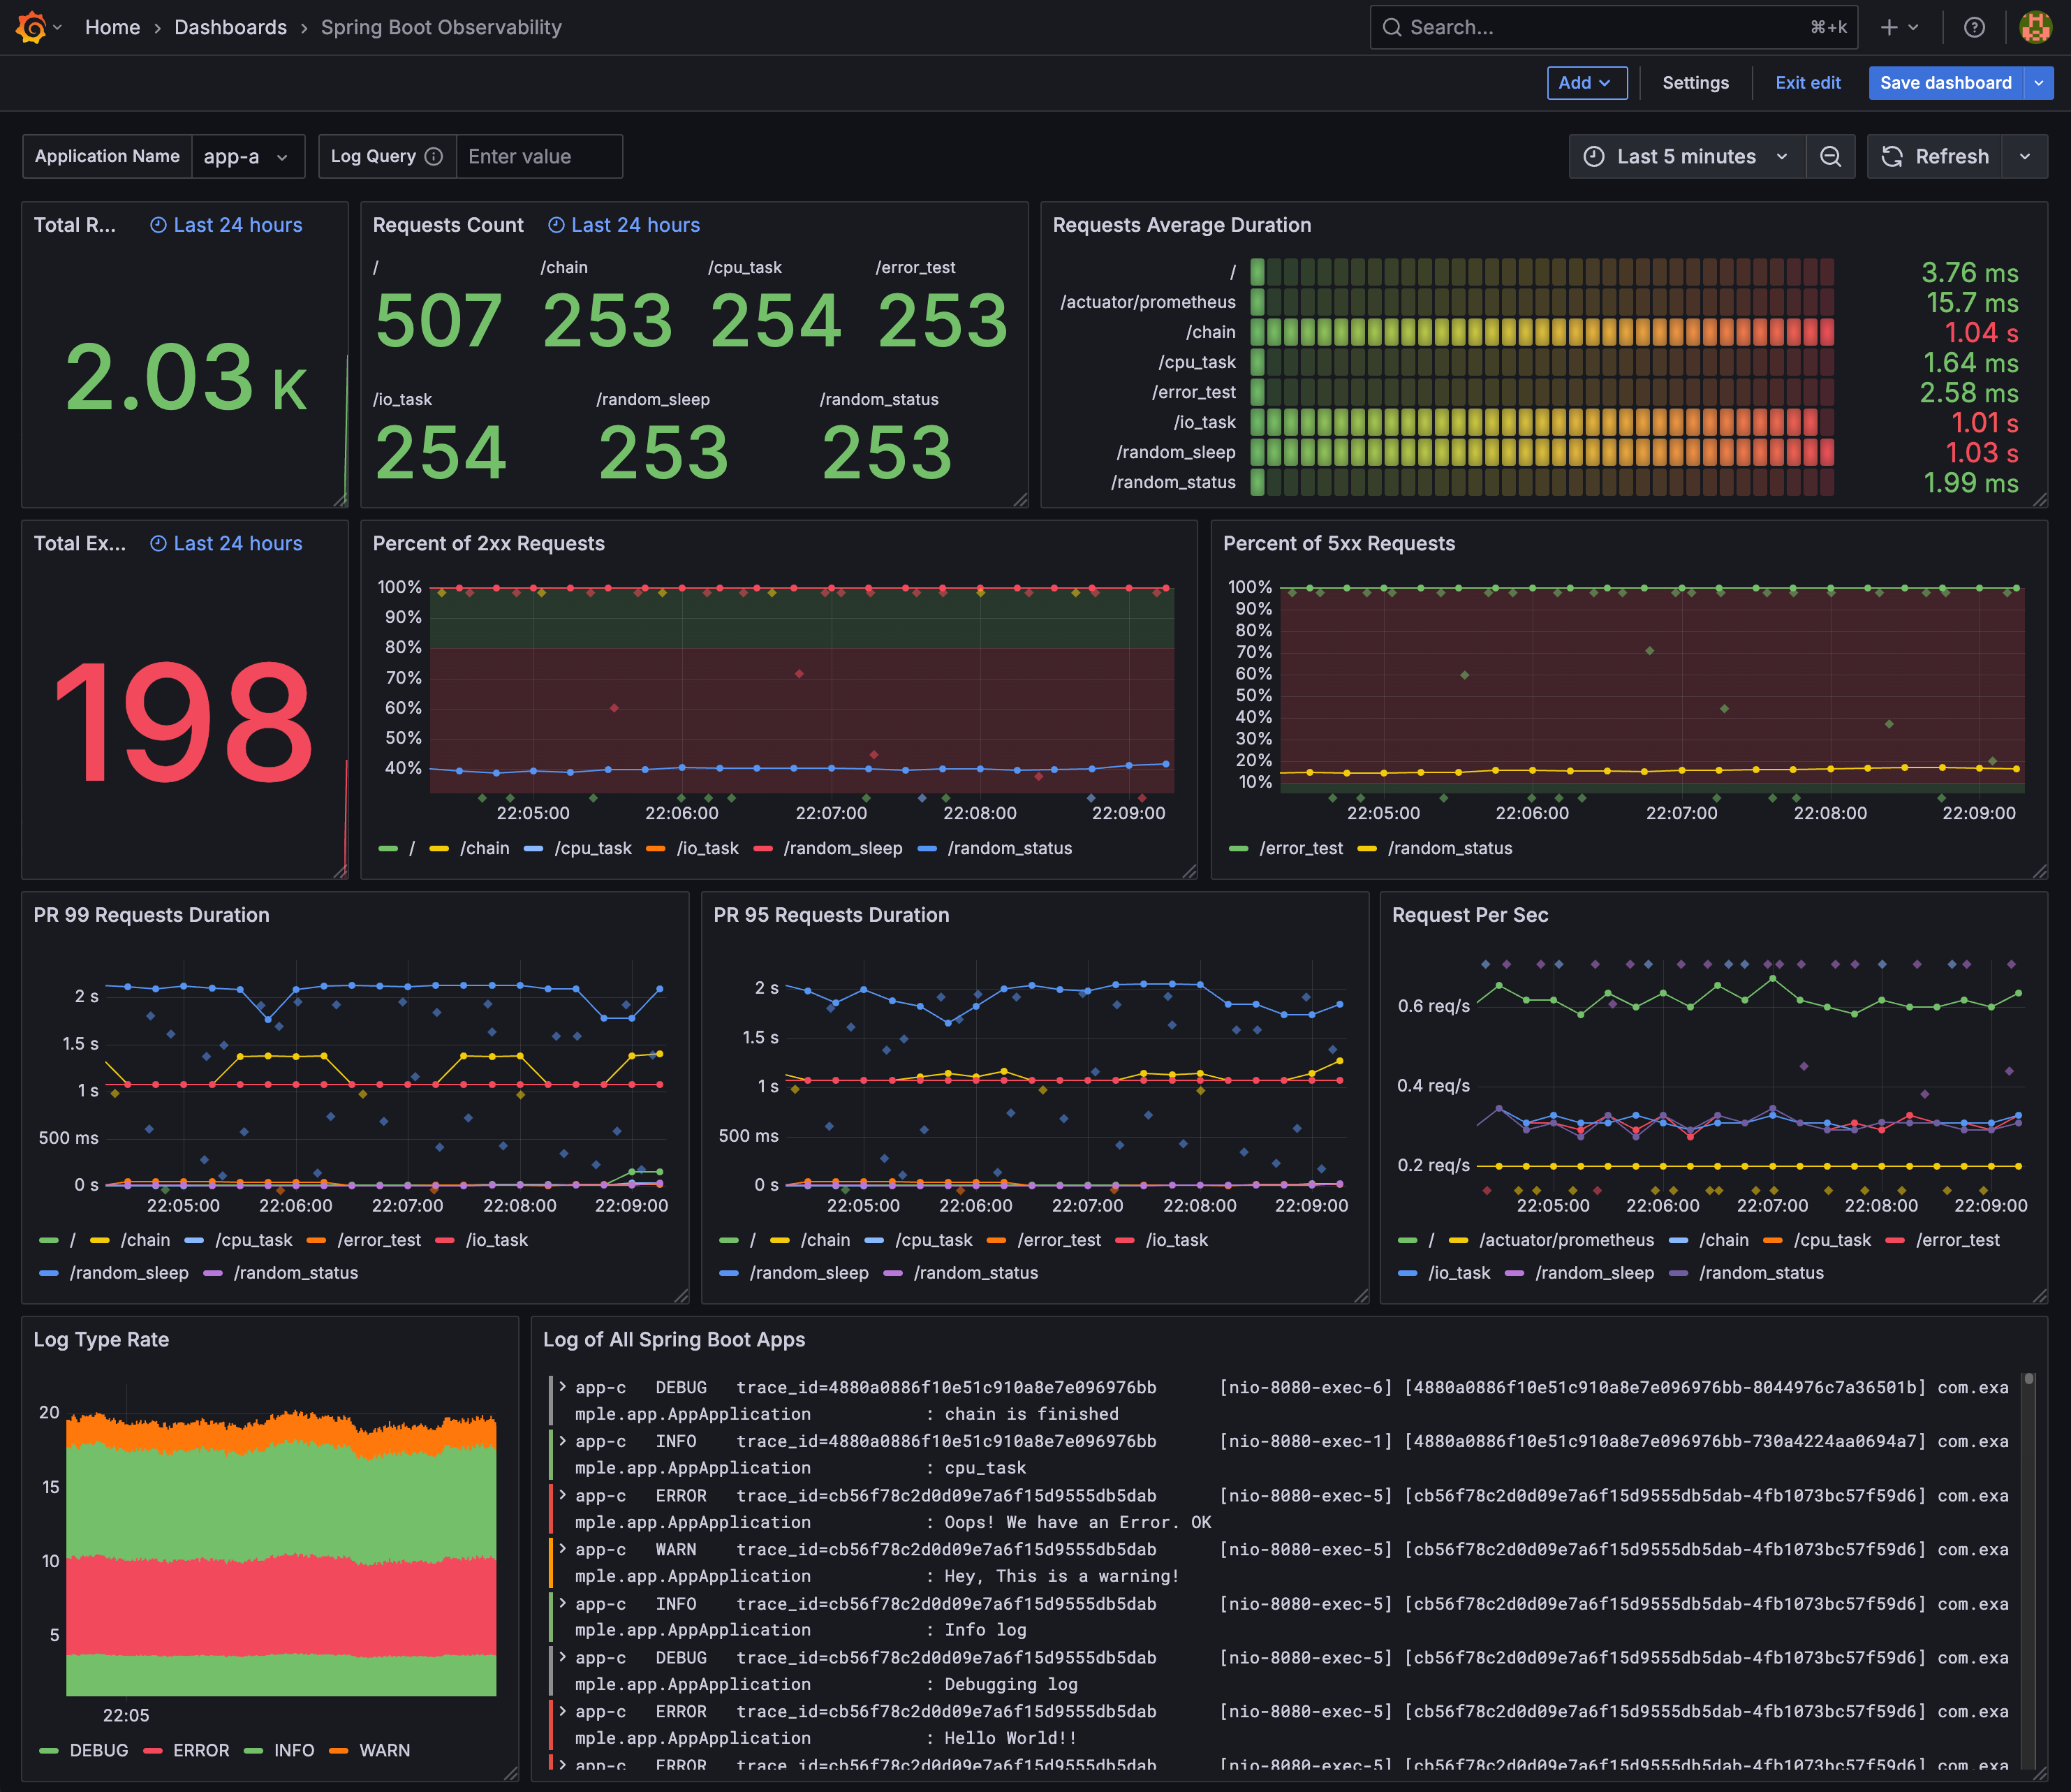 Home › Dashboards › Spring Boot Observability
Search... ⌘+k
Add Settings Exit edit Save dashboard
Application Name app-a Log Query Enter value Last 5 minutes Refresh
Total R... Last 24 hours
2.03 K
Requests Count Last 24 hours
/ /chain /cpu_task /error_test
507 253 254 253
/io_task /random_sleep /random_status
254 253 253
Requests Average Duration
/ 3.76 ms
/actuator/prometheus 15.7 ms
/chain 1.04 s
/cpu_task 1.64 ms
/error_test 2.58 ms
/io_task 1.01 s
/random_sleep 1.03 s
/random_status 1.99 ms
Total Ex... Last 24 hours
198
Percent of 2xx Requests
100%
90%
80%
70%
60%
50%
40%
22:05:00 22:06:00 22:07:00 22:08:00 22:09:00
/ /chain /cpu_task /io_task /random_sleep /random_status
Percent of 5xx Requests
100%
90%
80%
70%
60%
50%
40%
30%
20%
10%
22:05:00 22:06:00 22:07:00 22:08:00 22:09:00
/error_test /random_status
PR 99 Requests Duration
2 s
1.5 s
1 s
500 ms
0 s
22:05:00 22:06:00 22:07:00 22:08:00 22:09:00
/ /chain /cpu_task /error_test /io_task
/random_sleep /random_status
PR 95 Requests Duration
2 s
1.5 s
1 s
500 ms
0 s
22:05:00 22:06:00 22:07:00 22:08:00 22:09:00
/ /chain /cpu_task /error_test /io_task
/random_sleep /random_status
Request Per Sec
0.6 req/s
0.4 req/s
0.2 req/s
22:05:00 22:06:00 22:07:00 22:08:00 22:09:00
/ /actuator/prometheus /chain /cpu_task /error_test
/io_task /random_sleep /random_status
Log Type Rate
20
15
10
5
22:05
DEBUG ERROR INFO WARN
Log of All Spring Boot Apps
app-c DEBUG trace_id=4880a0886f10e51c910a8e7e096976bb [nio-8080-exec-6] [4880a0886f10e51c910a8e7e096976bb-8044976c7a36501b] com.exa
mple.app.AppApplication : chain is finished
app-c INFO trace_id=4880a0886f10e51c910a8e7e096976bb [nio-8080-exec-1] [4880a0886f10e51c910a8e7e096976bb-730a4224aa0694a7] com.exa
mple.app.AppApplication : cpu_task
app-c ERROR trace_id=cb56f78c2d0d09e7a6f15d9555db5dab [nio-8080-exec-5] [cb56f78c2d0d09e7a6f15d9555db5dab-4fb1073bc57f59d6] com.exa
mple.app.AppApplication : Oops! We have an Error. OK
app-c WARN trace_id=cb56f78c2d0d09e7a6f15d9555db5dab [nio-8080-exec-5] [cb56f78c2d0d09e7a6f15d9555db5dab-4fb1073bc57f59d6] com.exa
mple.app.AppApplication : Hey, This is a warning!
app-c INFO trace_id=cb56f78c2d0d09e7a6f15d9555db5dab [nio-8080-exec-5] [cb56f78c2d0d09e7a6f15d9555db5dab-4fb1073bc57f59d6] com.exa
mple.app.AppApplication : Info log
app-c DEBUG trace_id=cb56f78c2d0d09e7a6f15d9555db5dab [nio-8080-exec-5] [cb56f78c2d0d09e7a6f15d9555db5dab-4fb1073bc57f59d6] com.exa
mple.app.AppApplication : Debugging log
app-c ERROR trace_id=cb56f78c2d0d09e7a6f15d9555db5dab [nio-8080-exec-5] [cb56f78c2d0d09e7a6f15d9555db5dab-4fb1073bc57f59d6] com.exa
mple.app.AppApplication : Hello World!!
app-c ERROR trace_id=cb56f78c2d0d09e7a6f15d9555db5dab [nio-8080-exec-5] [cb56f78c2d0d09e7a6f15d9555db5dab-4fb1073bc57f59d6] com.exa